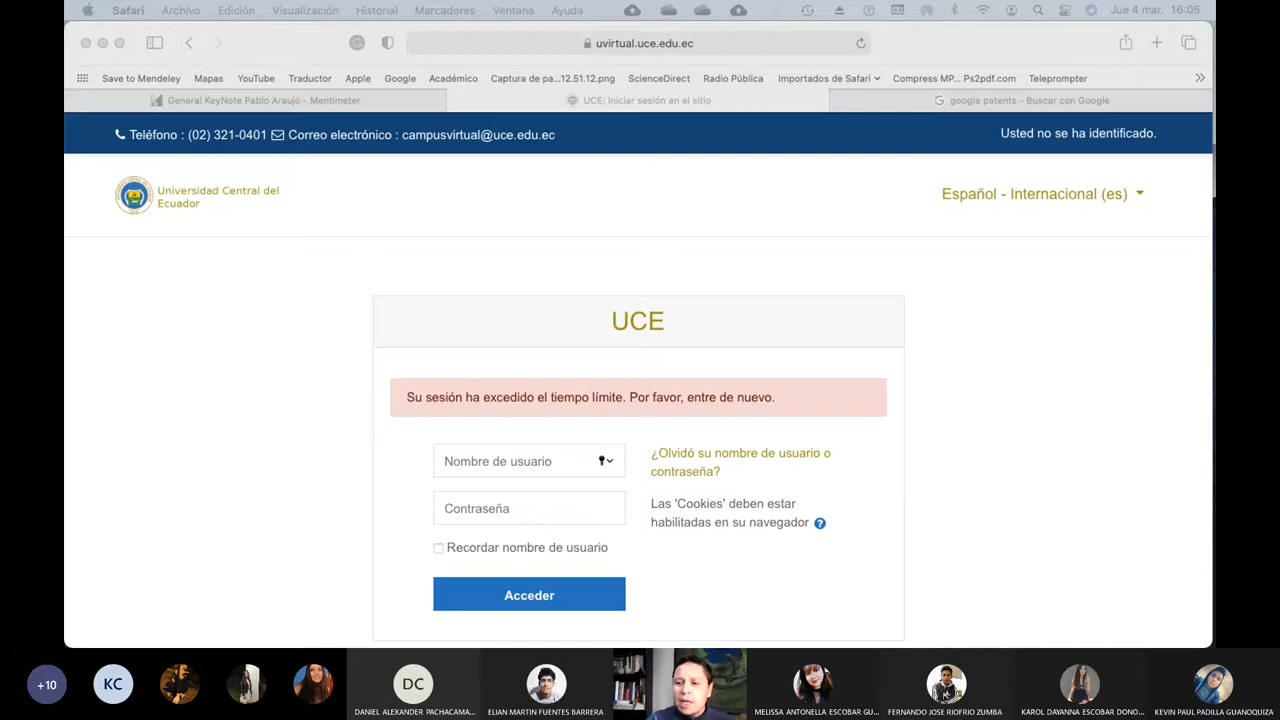 Safari Archivo Edición Visualización Historial Marcadores Ventana Ayuda Jue 4 mar. 16:05
uvirtual.uce.edu.ec
Save to Mendeley Mapas YouTube Traductor Apple Google Académico Captura de pa...12.51.12.png ScienceDirect Radio Pública Importados de Safari Compress MP... Ps2pdf.com Teleprompter
General KeyNote Pablo Araujo - Mentimeter UCE: Iniciar sesión en el sitio google patents - Buscar con Google
Teléfono : (02) 321-0401 Correo electrónico : campusvirtual@uce.edu.ec Usted no se ha identificado.
Universidad Central del
Ecuador
Español - Internacional (es)
UCE
Su sesión ha excedido el tiempo límite. Por favor, entre de nuevo.
Nombre de usuario
¿Olvidó su nombre de usuario o
contraseña?
Contraseña
Las 'Cookies' deben estar
habilitadas en su navegador ?
Recordar nombre de usuario
Acceder
+10 KC DC
DANIEL ALEXANDER PACHACAMA... ELIAN MARTIN FUENTES BARRERA MELISSA ANTONELLA ESCOBAR GU... FERNANDO JOSE RIOFRIO ZUMBA KAROL DAYANNA ESCOBAR DONO... KEVIN PAUL PADILLA GUANOQUIZA